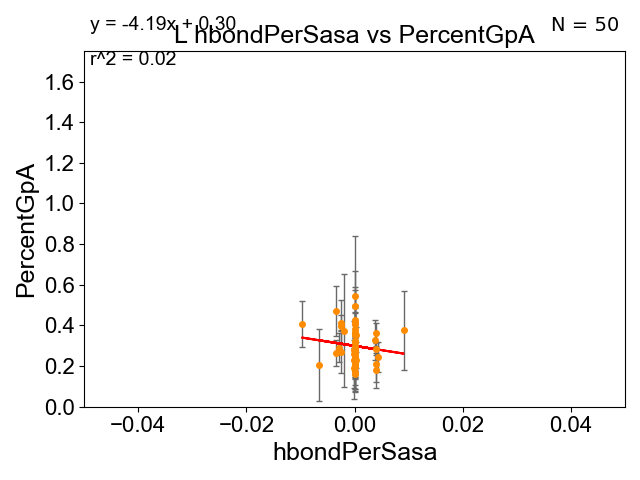 y = -4.19x + 0.30
N = 50
L hbondPerSasa vs PercentGpA
r^2 = 0.02
PercentGpA
1.6
1.4
1.2
1.0
0.8
0.6
0.4
0.2
0.0
−0.04 −0.02 0.00 0.02 0.04
hbondPerSasa